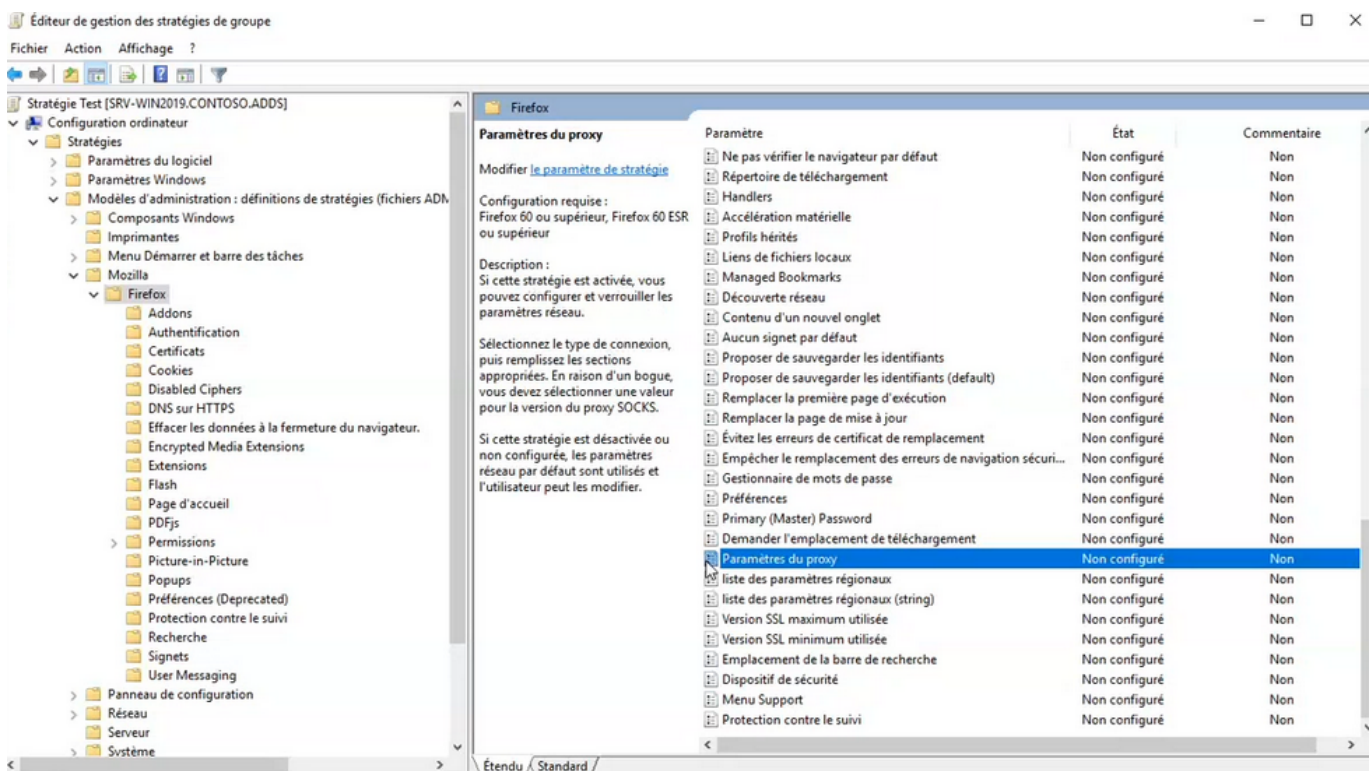 Éditeur de gestion des stratégies de groupe
Fichier Action Affichage ?
Stratégie Test [SRV-WIN2019.CONTOSO.ADDS]
Configuration ordinateur
Stratégies
Paramètres du logiciel
Paramètres Windows
Modèles d'administration : définitions de stratégies (fichiers ADM
Composants Windows
Imprimantes
Menu Démarrer et barre des tâches
Mozilla
Firefox
Addons
Authentification
Certificats
Cookies
Disabled Ciphers
DNS sur HTTPS
Effacer les données à la fermeture du navigateur.
Encrypted Media Extensions
Extensions
Flash
Page d'accueil
PDFjs
Permissions
Picture-in-Picture
Popups
Préférences (Deprecated)
Protection contre le suivi
Recherche
Signets
User Messaging
Panneau de configuration
Réseau
Serveur
Système
Firefox
Paramètres du proxy
Modifier le paramètre de stratégie
Configuration requise :
Firefox 60 ou supérieur, Firefox 60 ESR
ou supérieur
Description :
Si cette stratégie est activée, vous
pouvez configurer et verrouiller les
paramètres réseau.
Sélectionnez le type de connexion,
puis remplissez les sections
appropriées. En raison d'un bogue,
vous devez sélectionner une valeur
pour la version du proxy SOCKS.
Si cette stratégie est désactivée ou
non configurée, les paramètres
réseau par défaut sont utilisés et
l'utilisateur peut les modifier.
Paramètre État Commentaire
Ne pas vérifier le navigateur par défaut Non configuré Non
Répertoire de téléchargement Non configuré Non
Handlers Non configuré Non
Accélération matérielle Non configuré Non
Profils hérités Non configuré Non
Liens de fichiers locaux Non configuré Non
Managed Bookmarks Non configuré Non
Découverte réseau Non configuré Non
Contenu d'un nouvel onglet Non configuré Non
Aucun signet par défaut Non configuré Non
Proposer de sauvegarder les identifiants Non configuré Non
Proposer de sauvegarder les identifiants (default) Non configuré Non
Remplacer la première page d'exécution Non configuré Non
Remplacer la page de mise à jour Non configuré Non
Évitez les erreurs de certificat de remplacement Non configuré Non
Empêcher le remplacement des erreurs de navigation sécuri... Non configuré Non
Gestionnaire de mots de passe Non configuré Non
Préférences Non configuré Non
Primary (Master) Password Non configuré Non
Demander l'emplacement de téléchargement Non configuré Non
Paramètres du proxy Non configuré Non
liste des paramètres régionaux Non configuré Non
liste des paramètres régionaux (string) Non configuré Non
Version SSL maximum utilisée Non configuré Non
Version SSL minimum utilisée Non configuré Non
Emplacement de la barre de recherche Non configuré Non
Dispositif de sécurité Non configuré Non
Menu Support Non configuré Non
Protection contre le suivi Non configuré Non
Étendu Standard